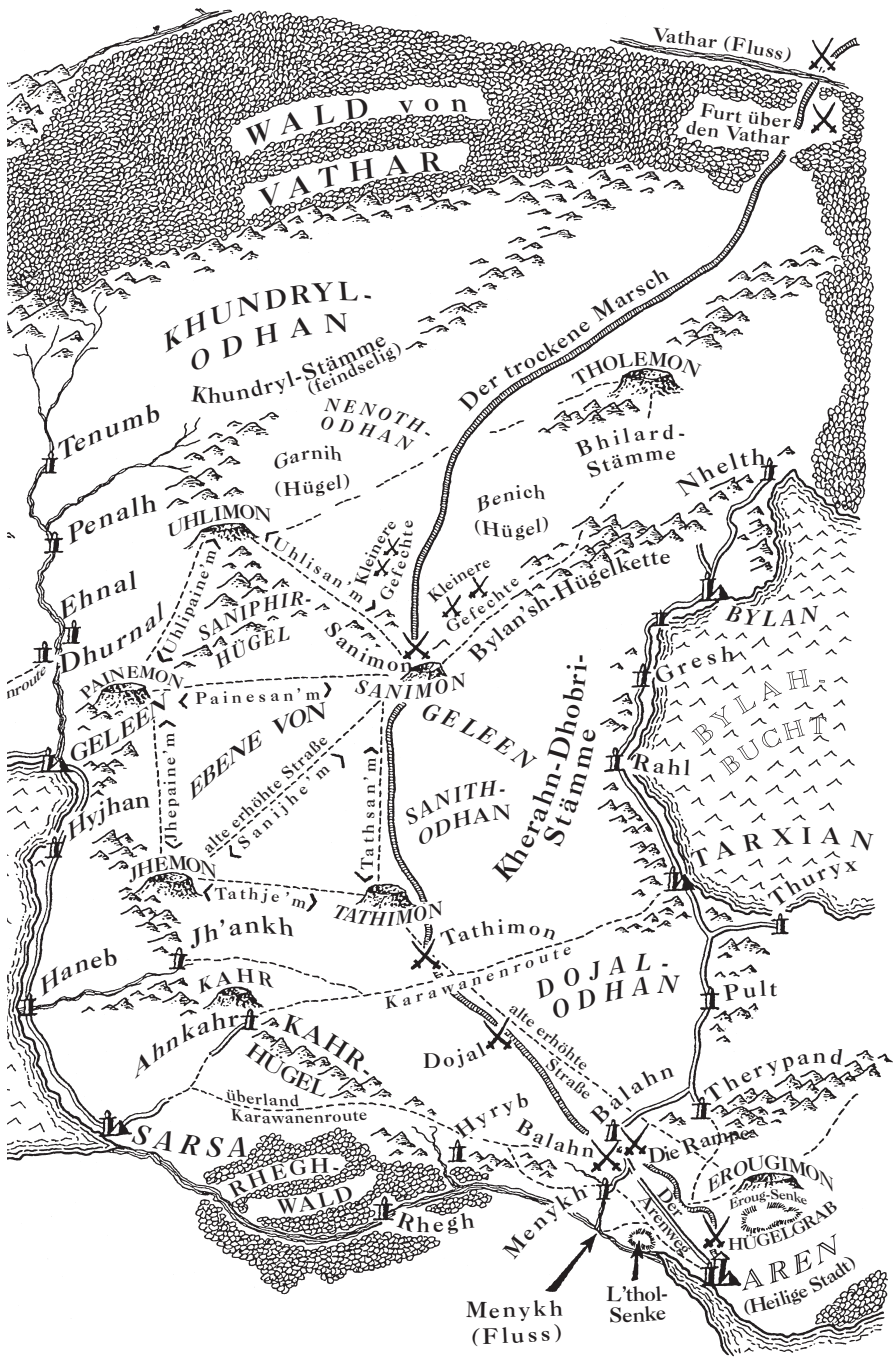 Vathar (Fluss)
WALD von
VATHAR
Furt über
den Vathar
KHUNDRYL-
ODHAN
Khundryl-Stämme
(feindselig)
Der trockene Marsch
THOLEMON
NENOTH-
ODHAN
Tenumb
Garnih
(Hügel)
Bhilard-
Stämme
Nhelth
Penalh
UHLIMON
Benich
(Hügel)
Uhlisan'm
Kleinere
Gefechte
Kleinere
Gefechte
Bylan'sh-Hügelkette
Ehnal
Uhlipaine'm
SANIPHIR-
HÜGEL
BYLAN
Dhurnal
nroute
Sanimon
Gresh
PAINEMON
Painesan'm
SANIMON
GELEEN
EBENE VON
GELEEN
Kherahn-Dhobri-
Stämme
BYLAH-
BUCHT
Rahl
Jhepaine'm
alte erhöhte Straße
Sanijhe'm
Tathsan'm
SANITH-
ODHAN
Hyjhan
TARXIAN
JHEMON
Tathje'm
TATHIMON
Thuryx
Jh'ankh
Tathimon
Haneb
KAHR
Karawanenroute
DOJAL-
ODHAN
Pult
Ahnkahr
KAHR-
HÜGEL
Dojal
alte erhöhte
Straße
Therypand
überland
Karawanenroute
Balahn
SARSA
Hyryb
Balahn
Die Rampe
RHEGH-
WALD
EROUGIMON
Eroug-Senke
Rhegh
Menykh
Der
Arenweg
HÜGELGRAB
AREN
(Heilige Stadt)
Menykh
(Fluss)
L'thol-
Senke